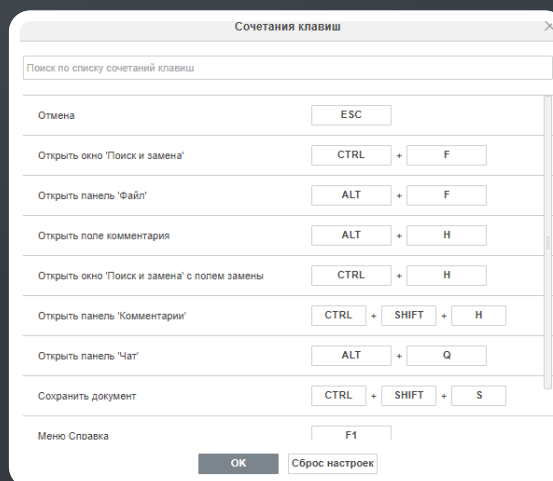 Сочетания клавиш
Поиск по списку сочетаний клавиш
Отмена ESC
Открыть окно 'Поиск и замена' CTRL + F
Открыть панель 'Файл' ALT + F
Открыть поле комментария ALT + H
Открыть окно 'Поиск и замена' с полем замены CTRL + H
Открыть панель 'Комментарии' CTRL + SHIFT + H
Открыть панель 'Чат' ALT + Q
Сохранить документ CTRL + SHIFT + S
Меню Справка F1
OK Сброс настроек